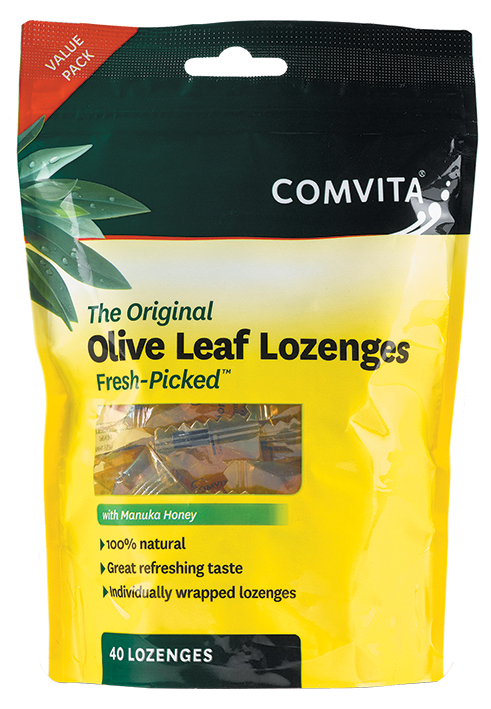 VALUE
PACK
COMVITA®
The Original
Olive Leaf Lozenges
Fresh-Picked™
with Manuka Honey
100% natural
Great refreshing taste
Individually wrapped lozenges
40 LOZENGES